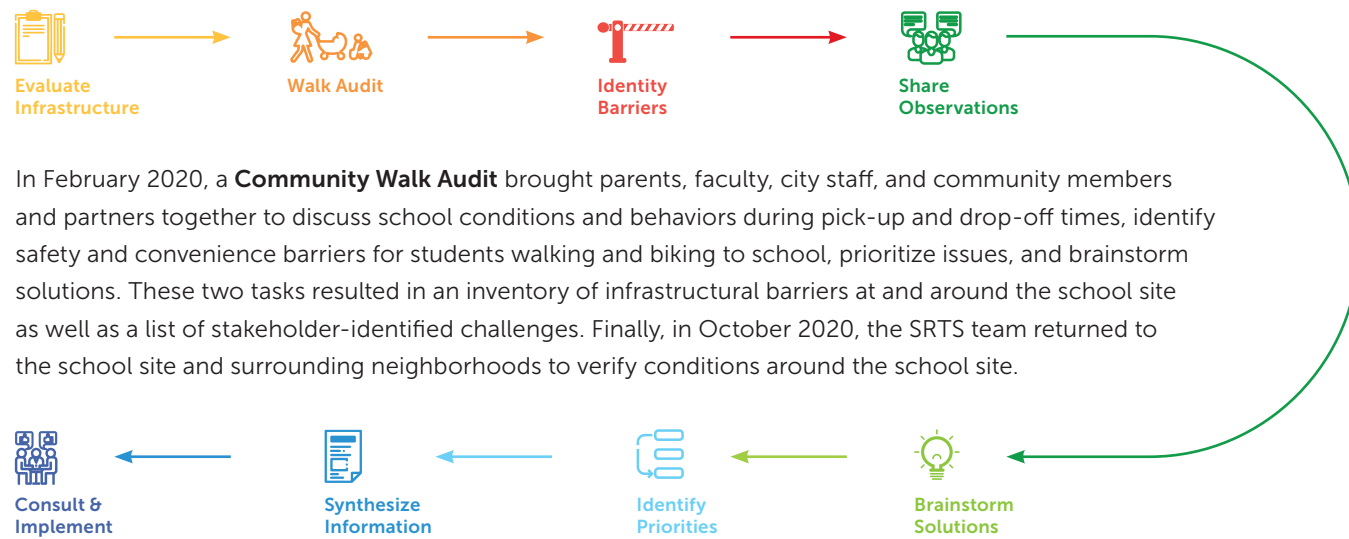 Evaluate
Infrastructure
Walk Audit
Identity
Barriers
Share
Observations
In February 2020, a Community Walk Audit brought parents, faculty, city staff, and community members
and partners together to discuss school conditions and behaviors during pick-up and drop-off times, identify
safety and convenience barriers for students walking and biking to school, prioritize issues, and brainstorm
solutions. These two tasks resulted in an inventory of infrastructural barriers at and around the school site
as well as a list of stakeholder-identified challenges. Finally, in October 2020, the SRTS team returned to
the school site and surrounding neighborhoods to verify conditions around the school site.
Consult &
Implement
Synthesize
Information
Identify
Priorities
Brainstorm
Solutions